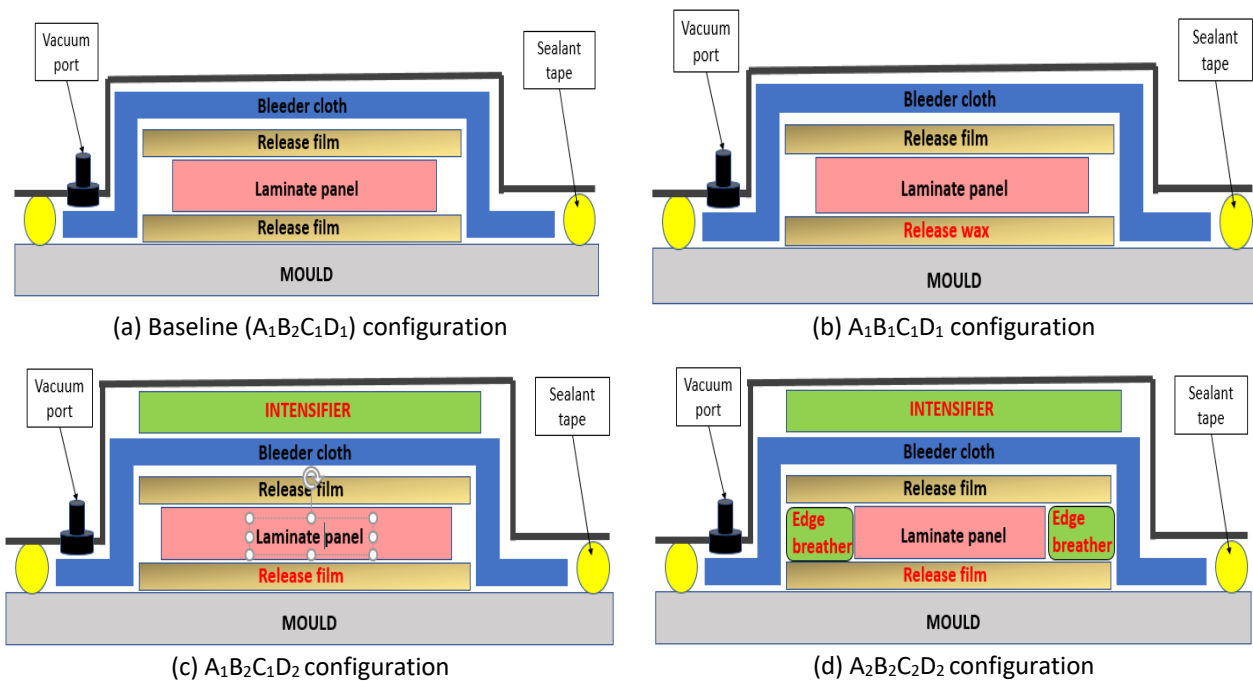 Vacuum
port
Sealant
tape
Bleeder cloth
Release film
Laminate panel
Release film
MOULD
(a) Baseline (A₁B₂C₁D₁) configuration
Vacuum
port
Sealant
tape
Bleeder cloth
Release film
Laminate panel
Release wax
MOULD
(b) A₁B₁C₁D₁ configuration
Vacuum
port
Sealant
tape
INTENSIFIER
Bleeder cloth
Release film
Laminate panel
Release film
MOULD
(c) A₁B₂C₁D₂ configuration
Vacuum
port
Sealant
tape
INTENSIFIER
Bleeder cloth
Release film
Edge
breather
Laminate panel
Edge
breather
Release film
MOULD
(d) A₂B₂C₂D₂ configuration